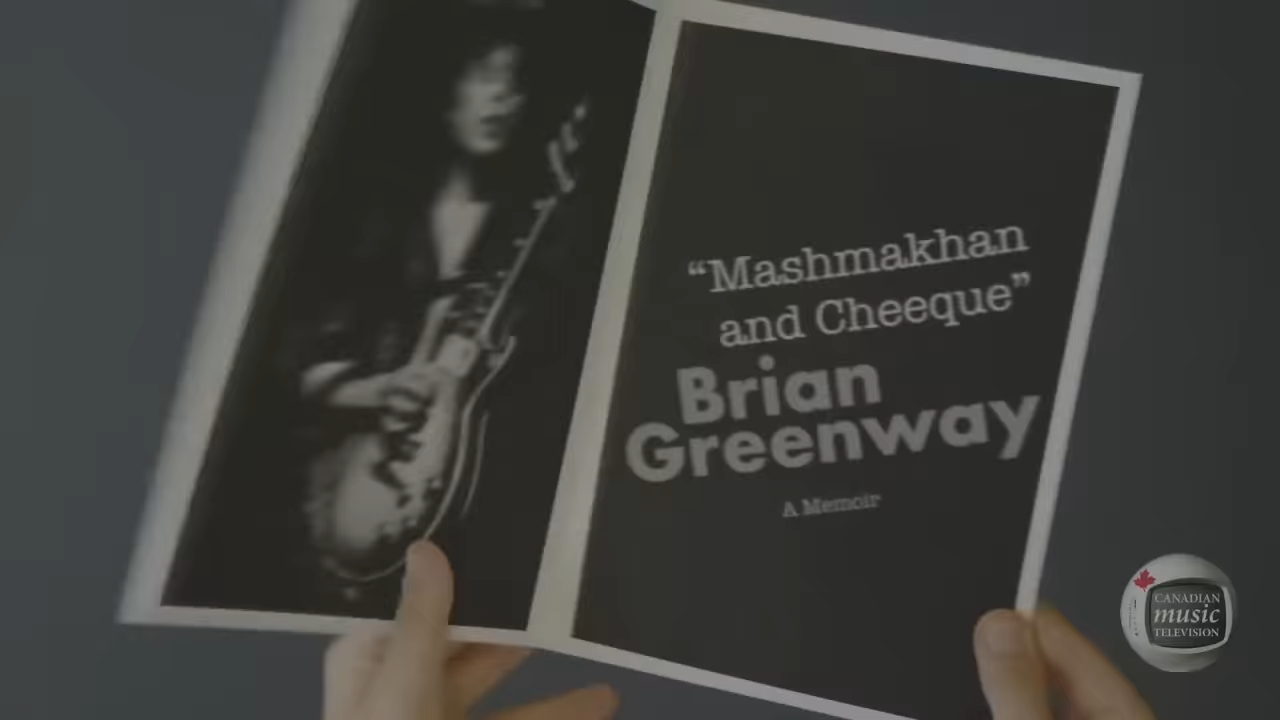 “Mashmakhan
and Cheeque”
Brian
Greenway
A Memoir
CANADIAN
music
TELEVISION